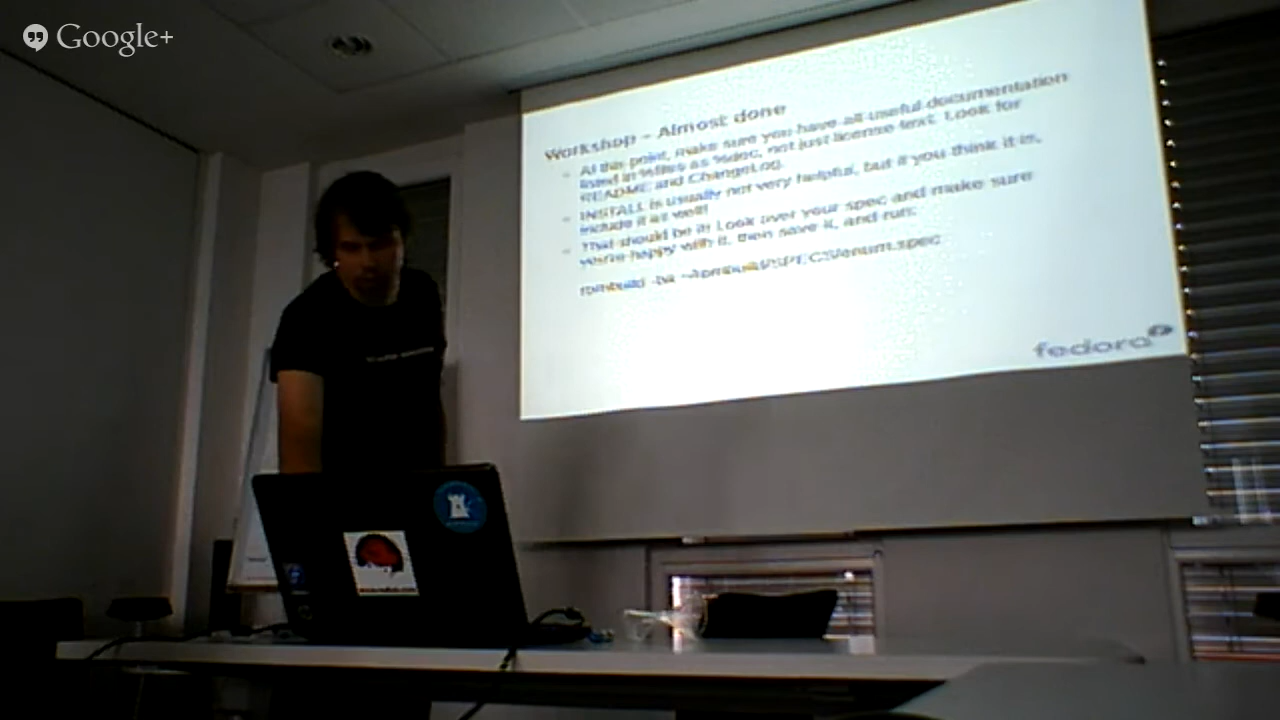 Google+
Workshop – Almost done
At this point, make sure you have all useful documentation
listed in %files as %doc, not just license text. Look for
README and ChangeLog.
INSTALL is usually not very helpful, but if you think it is,
include it as well!
That should be it! Look over your spec and make sure
you're happy with it, then save it, and run:
rpmbuild -ba ~/rpmbuild/SPECS/enum.spec
fedora